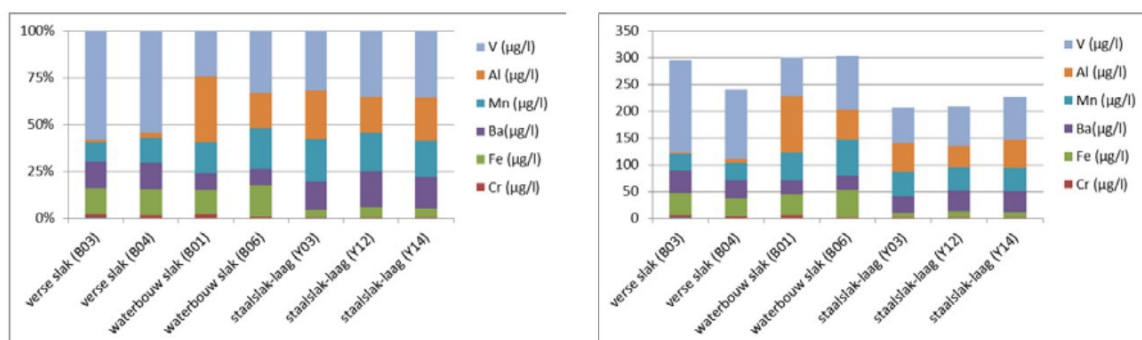 100%
75%
50%
25%
0%
V (µg/l)
Al (µg/l)
Mn (µg/l)
Ba(µg/l)
Fe (µg/l)
Cr (µg/l)
verse slak (B03)
verse slak (B04)
waterbouw slak (B01)
waterbouw slak (B06)
staalslak-laag (Y03)
staalslak-laag (Y12)
staalslak-laag (Y14)
350
300
250
200
150
100
50
0
V (µg/l)
Al (µg/l)
Mn (µg/l)
Ba(µg/l)
Fe (µg/l)
Cr (µg/l)
verse slak (B03)
verse slak (B04)
waterbouw slak (B01)
waterbouw slak (B06)
staalslak-laag (Y03)
staalslak-laag (Y12)
staalslak-laag (Y14)